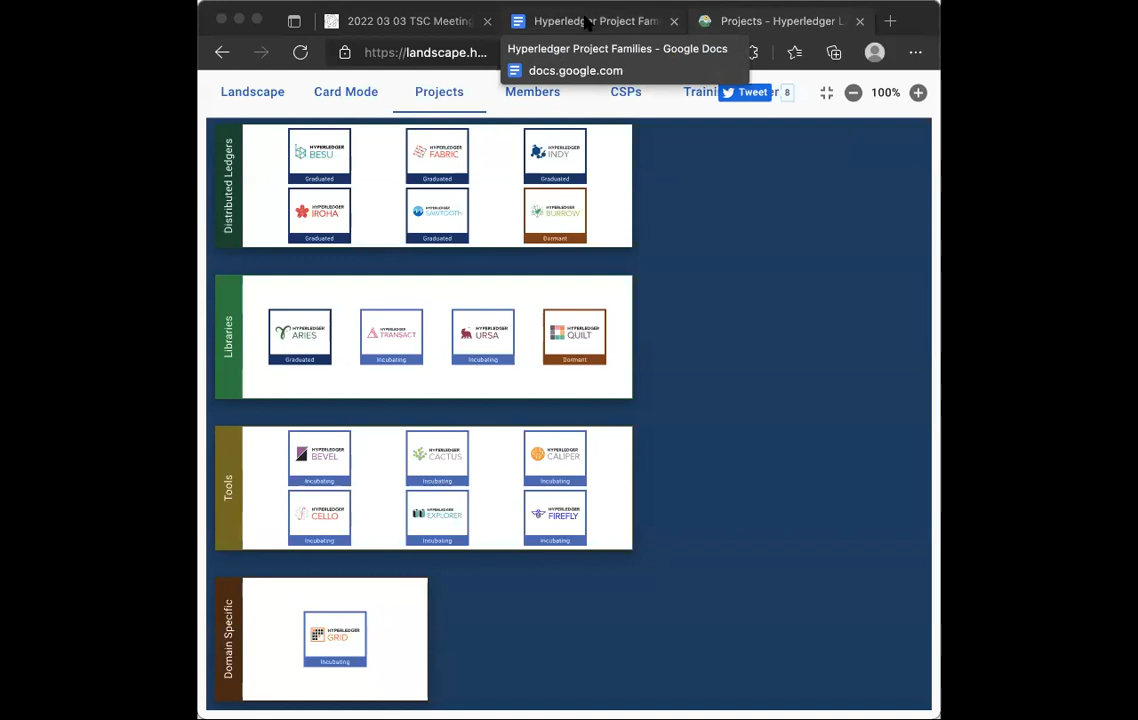 2022 03 03 TSC Meeting
Hyperledger Project Fam
Projects - Hyperledger L
https://landscape.h...
Hyperledger Project Families - Google Docs
docs.google.com
Landscape
Card Mode
Projects
Members
CSPs
Traini
er
Tweet
8
100%
Distributed Ledgers
HYPERLEDGER
BESU
Graduated
HYPERLEDGER
FABRIC
Graduated
HYPERLEDGER
INDY
Graduated
HYPERLEDGER
IROHA
Graduated
HYPERLEDGER
SAWTOOTH
Graduated
HYPERLEDGER
BURROW
Dormant
Libraries
HYPERLEDGER
ARIES
Graduated
HYPERLEDGER
TRANSACT
Incubating
HYPERLEDGER
URSA
Incubating
HYPERLEDGER
QUILT
Dormant
Tools
HYPERLEDGER
BEVEL
Incubating
HYPERLEDGER
CACTUS
Incubating
HYPERLEDGER
CALIPER
Incubating
HYPERLEDGER
CELLO
Incubating
HYPERLEDGER
EXPLORER
Incubating
HYPERLEDGER
FIREFLY
Incubating
Domain Specific
HYPERLEDGER
GRID
Incubating